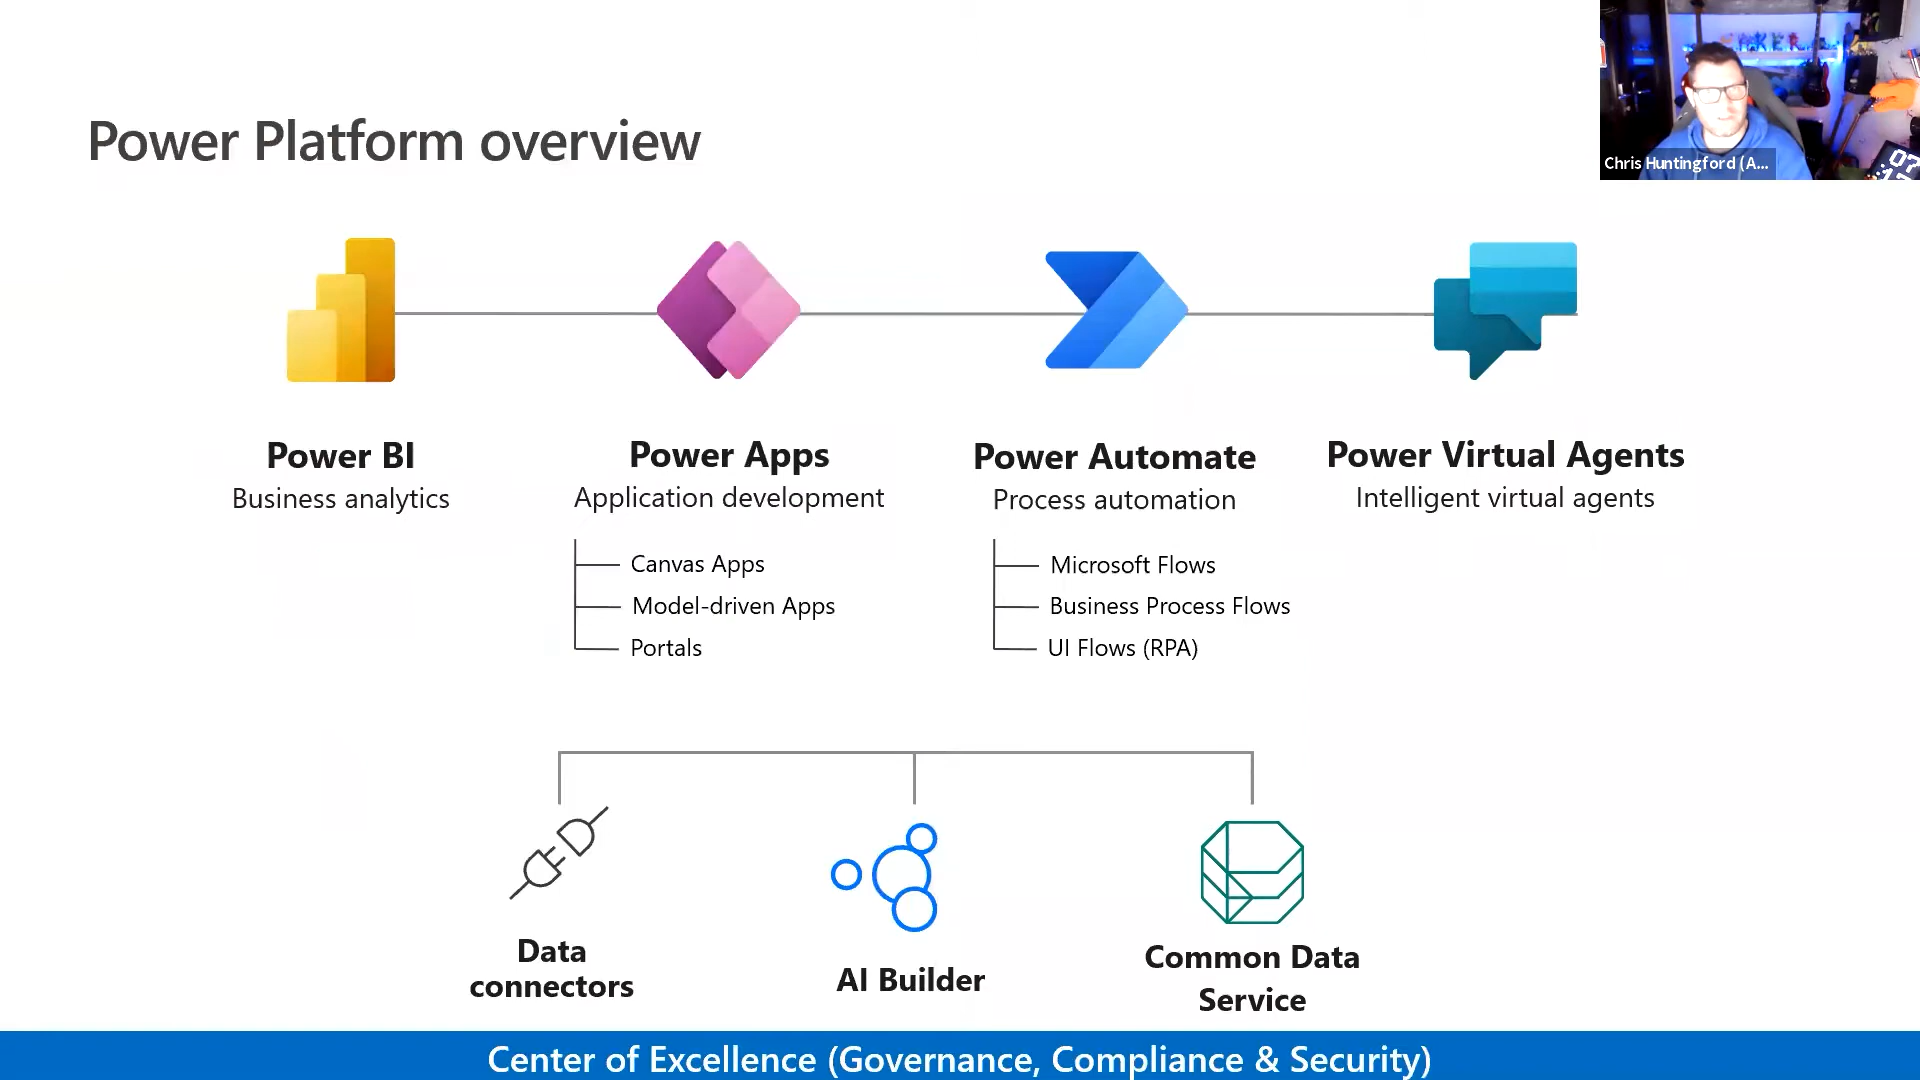 Power Platform overview
Chris Huntingford (A...
Power BI
Business analytics
Power Apps
Application development
Canvas Apps
Model-driven Apps
Portals
Power Automate
Process automation
Microsoft Flows
Business Process Flows
UI Flows (RPA)
Power Virtual Agents
Intelligent virtual agents
Data
connectors
AI Builder
Common Data
Service
Center of Excellence (Governance, Compliance & Security)